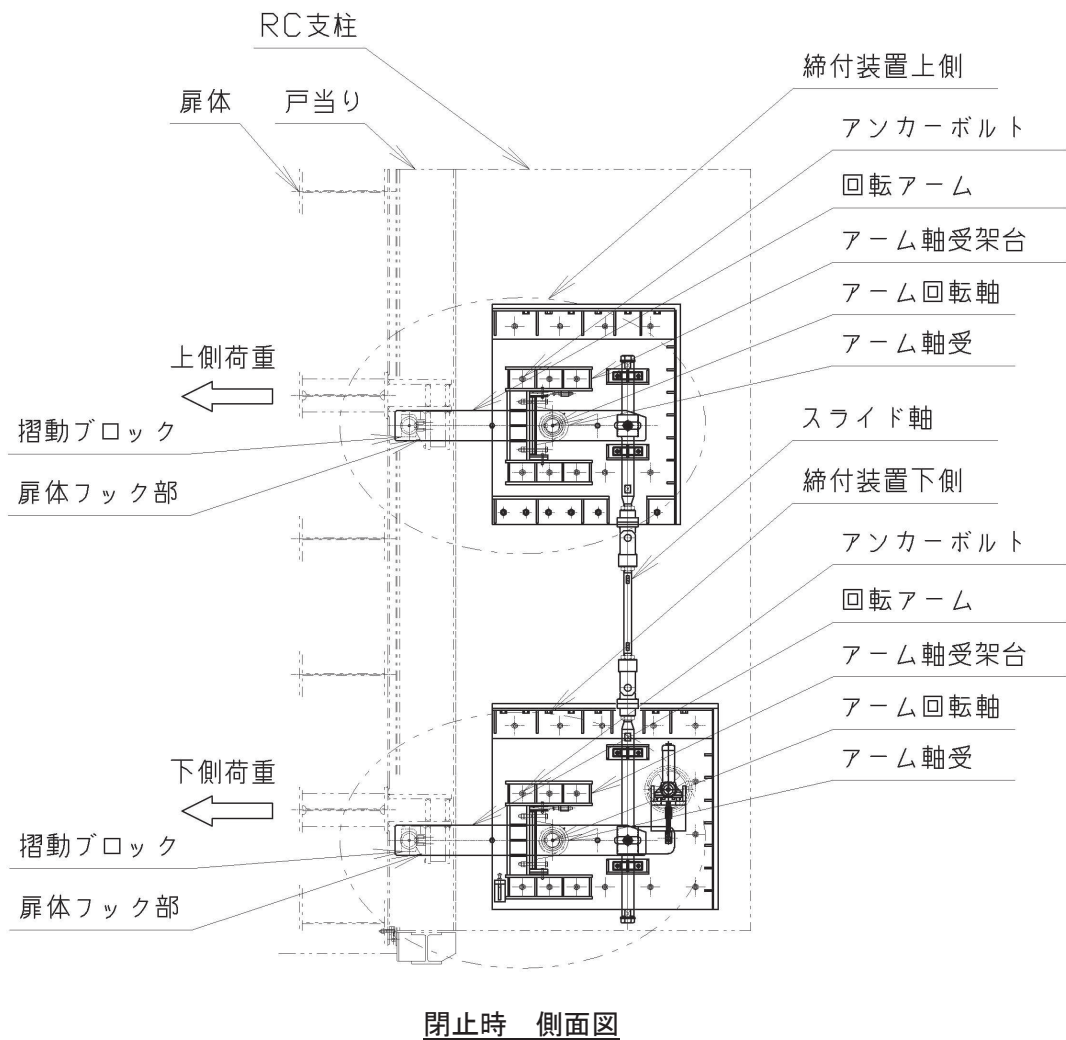 RC支柱
締付装置上側
扉体
戸当り
アンカーボルト
回転アーム
アーム軸受架台
アーム回転軸
アーム軸受
上側荷重
摺動ブロック
スライド軸
扉体フック部
締付装置下側
アンカーボルト
回転アーム
アーム軸受架台
アーム回転軸
アーム軸受
下側荷重
摺動ブロック
扉体フック部
閉止時　側面図